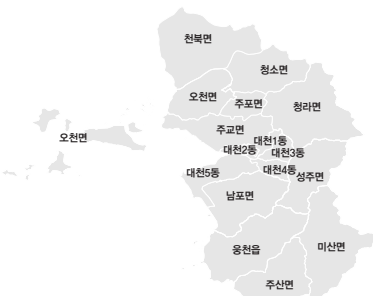 천북면
청소면
오천면
주포면
청라면
주교면
오천면
대천1동
대천2동
대천3동
대천4동
대천5동
성주면
남포면
웅천읍
미산면
주산면